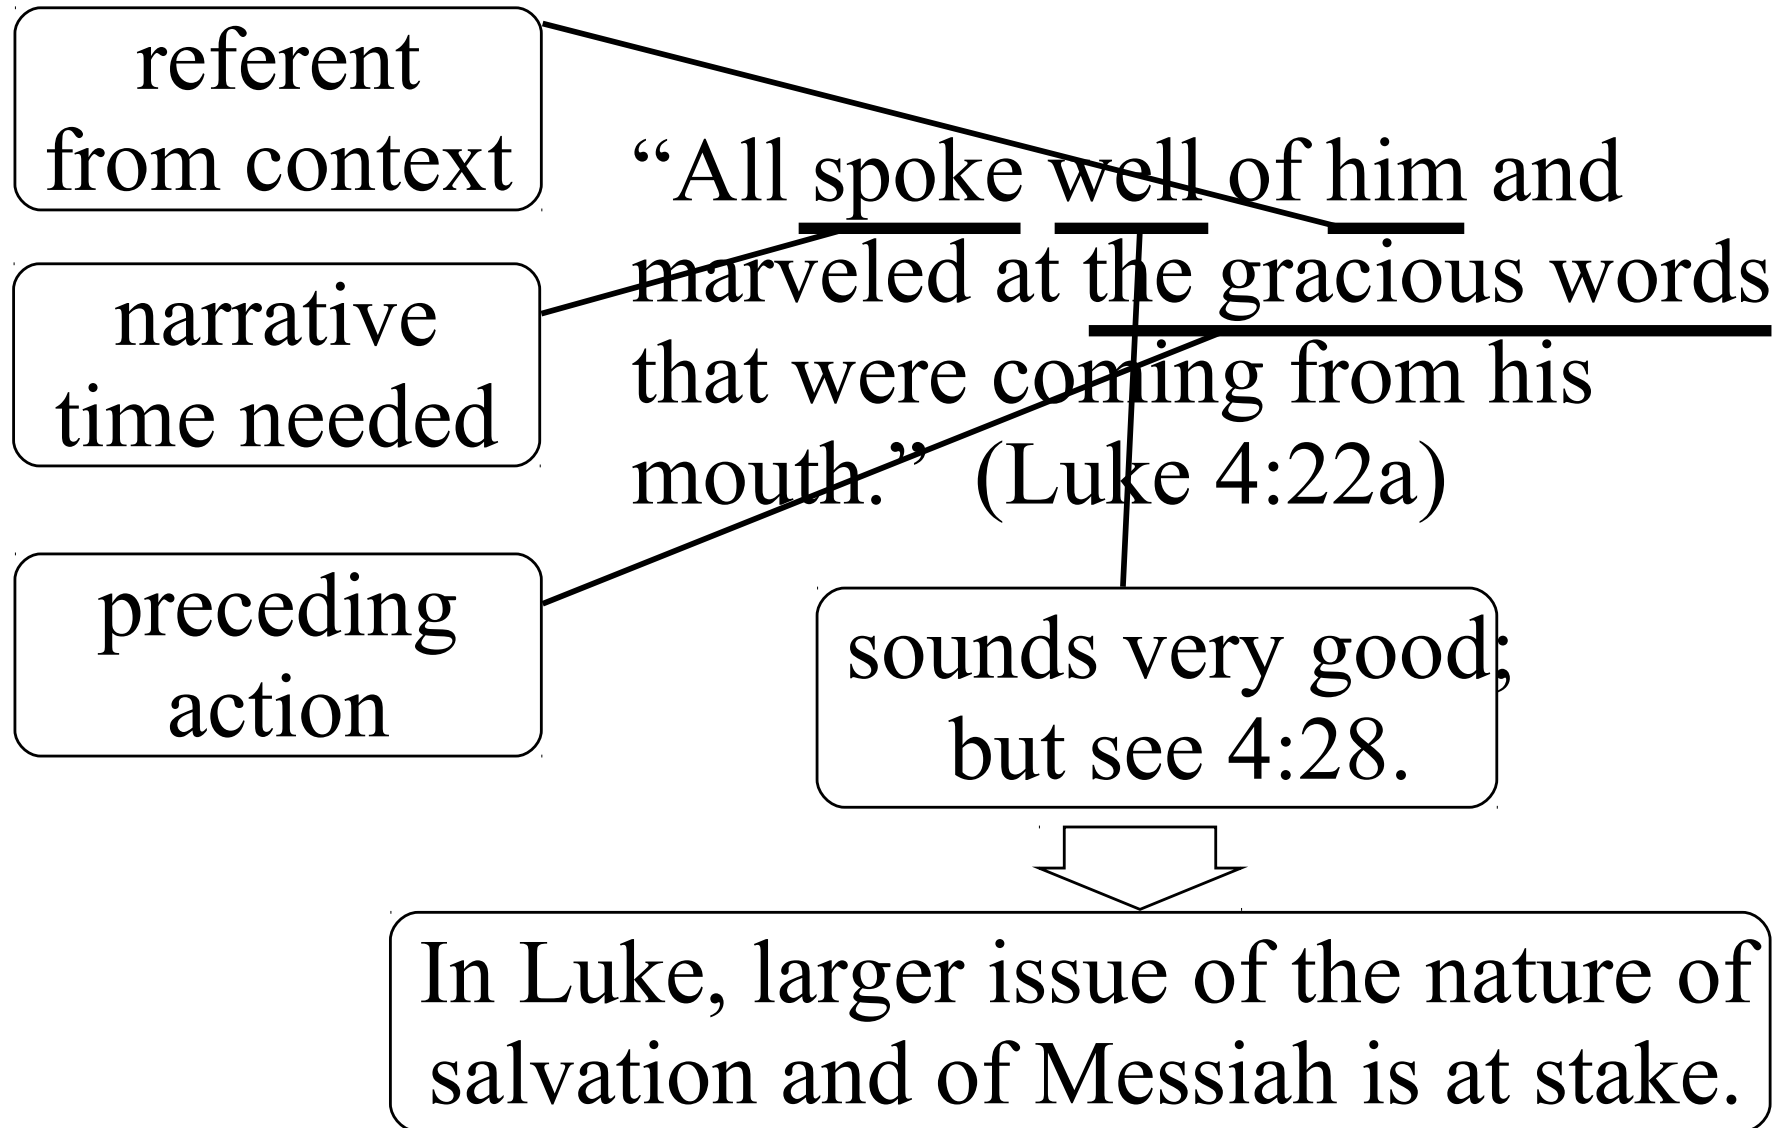 referent
from context
“All spoke well of him and
marveled at the gracious words
that were coming from his
mouth.” (Luke 4:22a)
narrative
time needed
preceding
action
sounds very good;
but see 4:28.
In Luke, larger issue of the nature of
salvation and of Messiah is at stake.